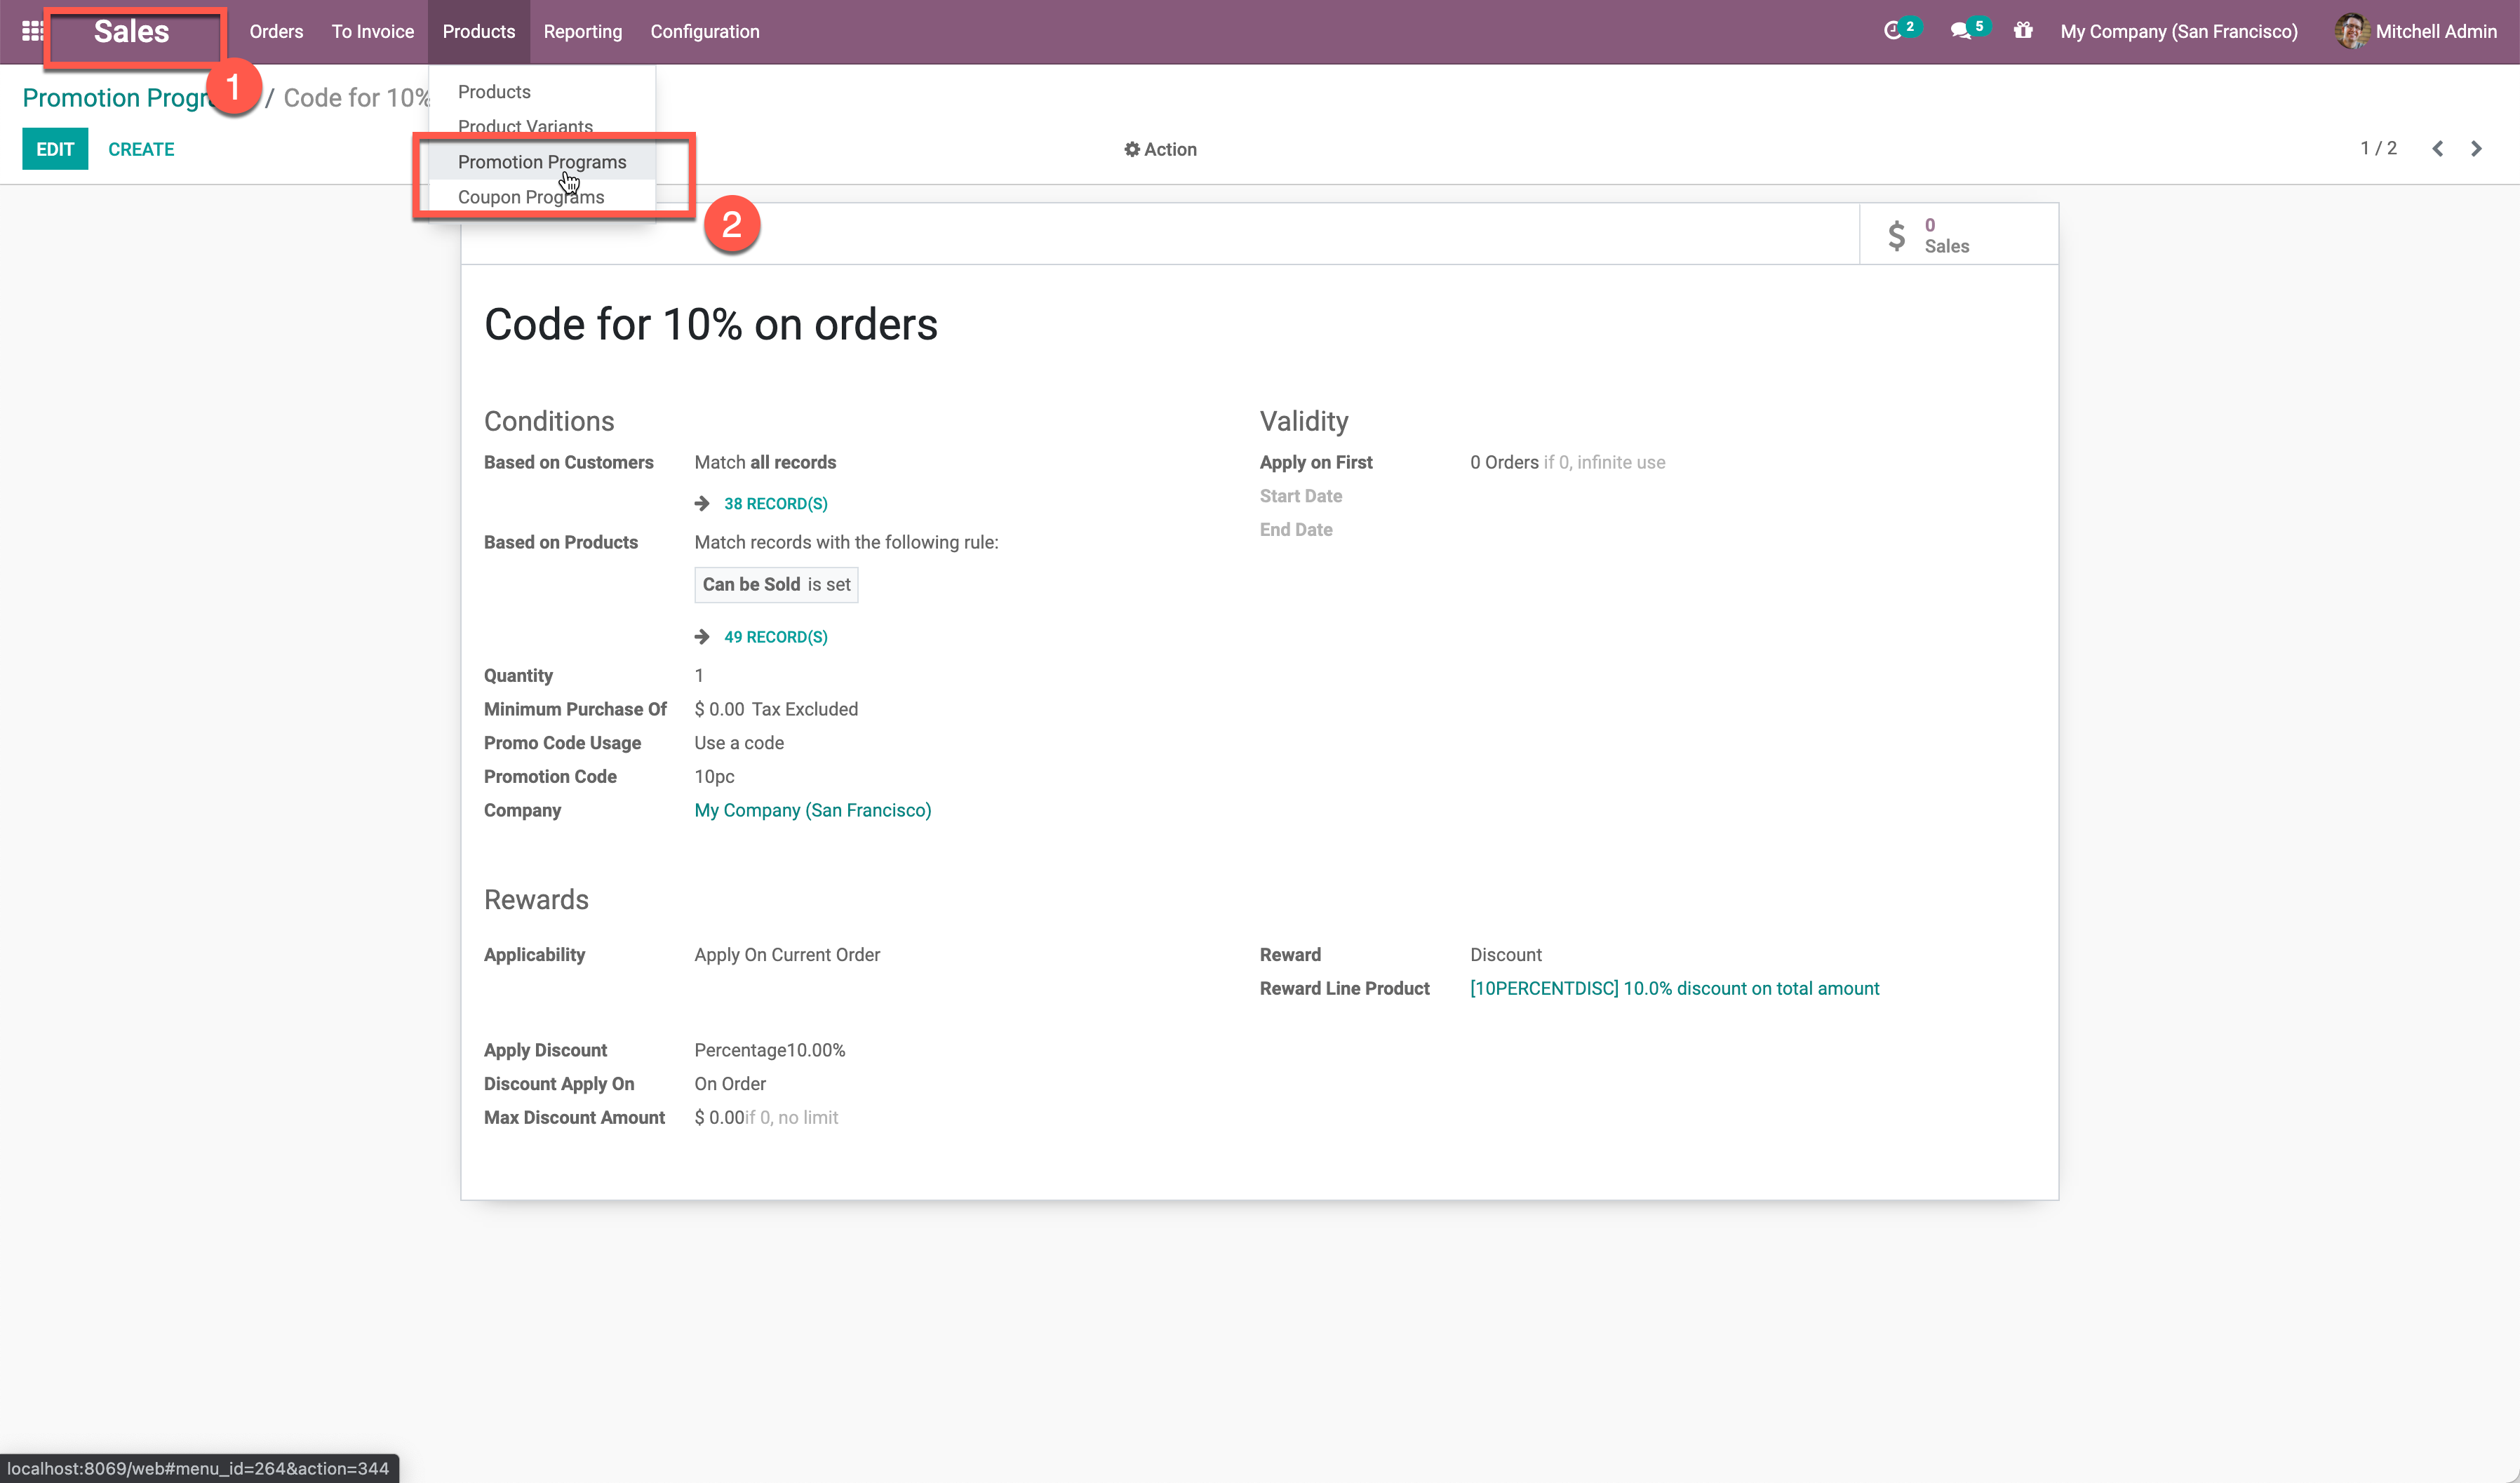 Sales Orders To Invoice Products Reporting Configuration 2 5 My Company (San Francisco) Mitchell Admin
1
Promotion Progr / Code for 10%
Products
Product Variants
Promotion Programs
Coupon Programs
2
EDIT CREATE Action 1 / 2
0
Sales
Code for 10% on orders
Conditions
Based on Customers Match all records
38 RECORD(S)
Based on Products Match records with the following rule:
Can be Sold is set
49 RECORD(S)
Quantity 1
Minimum Purchase Of $ 0.00 Tax Excluded
Promo Code Usage Use a code
Promotion Code 10pc
Company My Company (San Francisco)
Validity
Apply on First 0 Orders if 0, infinite use
Start Date
End Date
Rewards
Applicability Apply On Current Order
Reward Discount
Reward Line Product [10PERCENTDISC] 10.0% discount on total amount
Apply Discount Percentage10.00%
Discount Apply On On Order
Max Discount Amount $ 0.00if 0, no limit
localhost:8069/web#menu_id=264&action=344